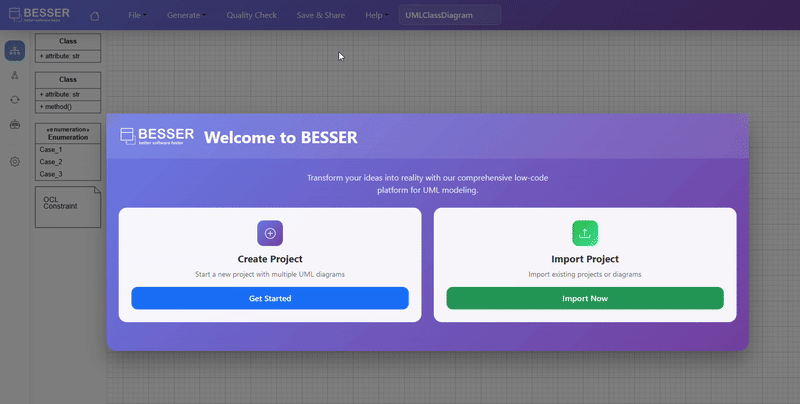 BESSER
better software faster
File
Generate
Quality Check
Save & Share
Help
UMLClassDiagram
Class
+ attribute: str
Class
+ attribute: str
+ method()
«enumeration»
Enumeration
Case_1
Case_2
Case_3
OCL
Constraint
BESSER
better software faster
Welcome to BESSER
Transform your ideas into reality with our comprehensive low-code
platform for UML modeling.
Create Project
Start a new project with multiple UML diagrams
Get Started
Import Project
Import existing projects or diagrams
Import Now